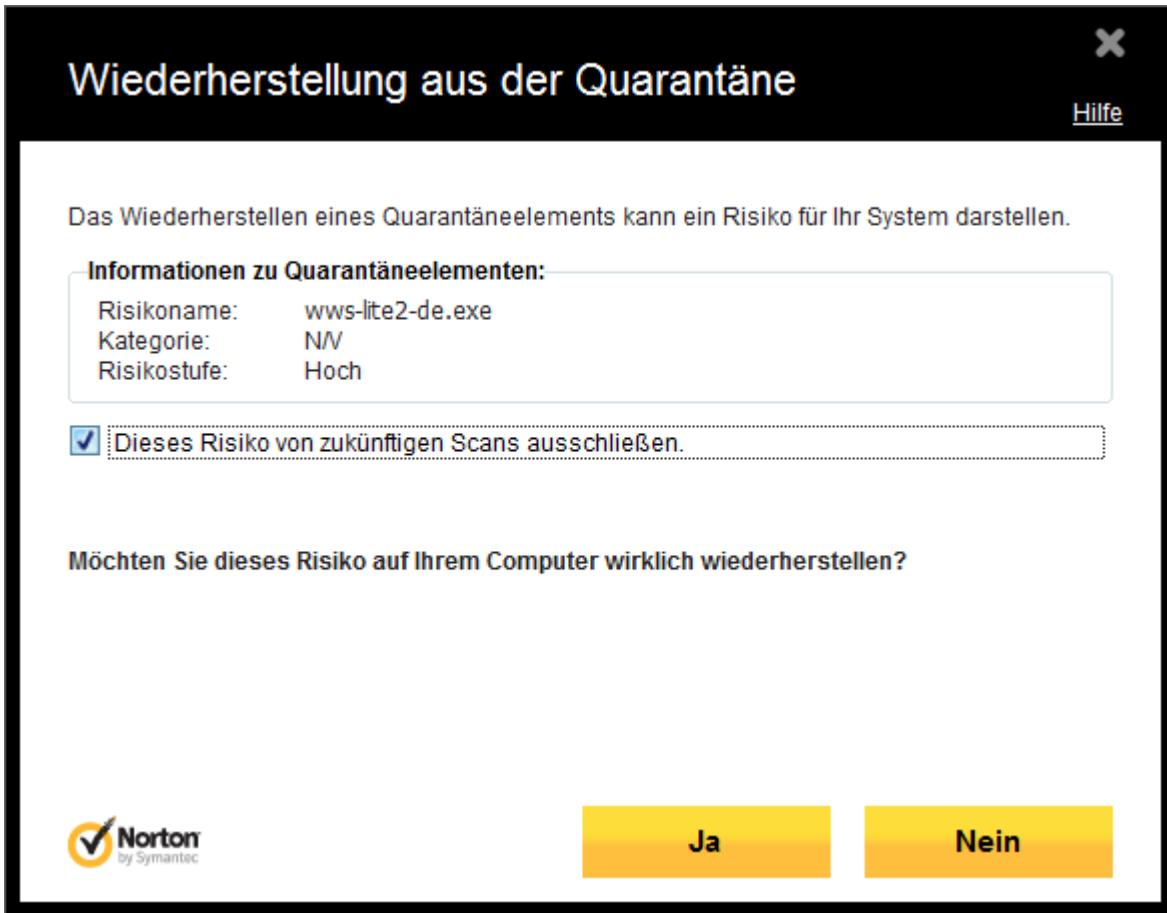 Wiederherstellung aus der Quarantäne
Hilfe
Das Wiederherstellen eines Quarantäneelements kann ein Risiko für Ihr System darstellen.
Informationen zu Quarantäneelementen:
Risikoname: wws-lite2-de.exe
Kategorie: N/V
Risikostufe: Hoch
Dieses Risiko von zukünftigen Scans ausschließen.
Möchten Sie dieses Risiko auf Ihrem Computer wirklich wiederherstellen?
Norton
by Symantec
Ja
Nein